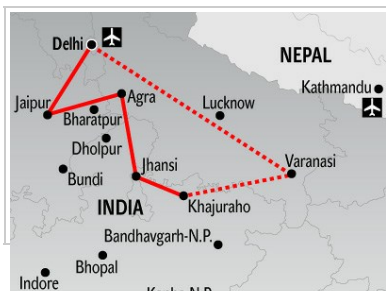 Delhi
NEPAL
Kathmandu
Jaipur
Agra
Lucknow
Bharatpur
Dholpur
Jhansi
Varanasi
Bundi
INDIA
Khajuraho
Bandhavgarh-N.P.
Bhopal
Indore
N.P.